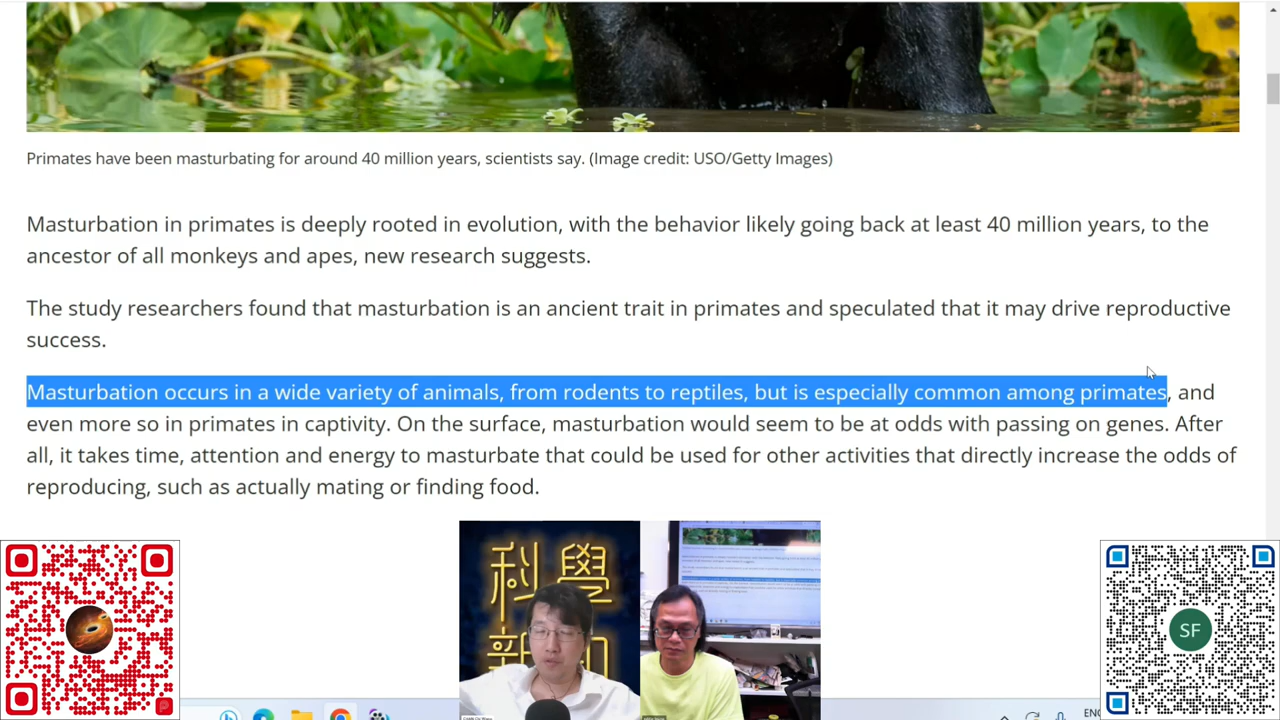 Primates have been masturbating for around 40 million years, scientists say. (Image credit: USO/Getty Images)
Masturbation in primates is deeply rooted in evolution, with the behavior likely going back at least 40 million years, to the
ancestor of all monkeys and apes, new research suggests.
The study researchers found that masturbation is an ancient trait in primates and speculated that it may drive reproductive
success.
Masturbation occurs in a wide variety of animals, from rodents to reptiles, but is especially common among primates, and
even more so in primates in captivity. On the surface, masturbation would seem to be at odds with passing on genes. After
all, it takes time, attention and energy to masturbate that could be used for other activities that directly increase the odds of
reproducing, such as actually mating or finding food.
科學
新
SF
ENG